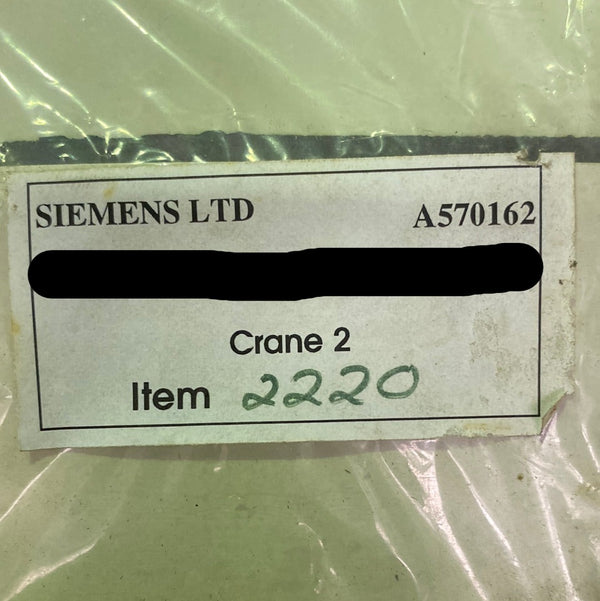 SIEMENS LTD A570162
Crane 2
Item 2220